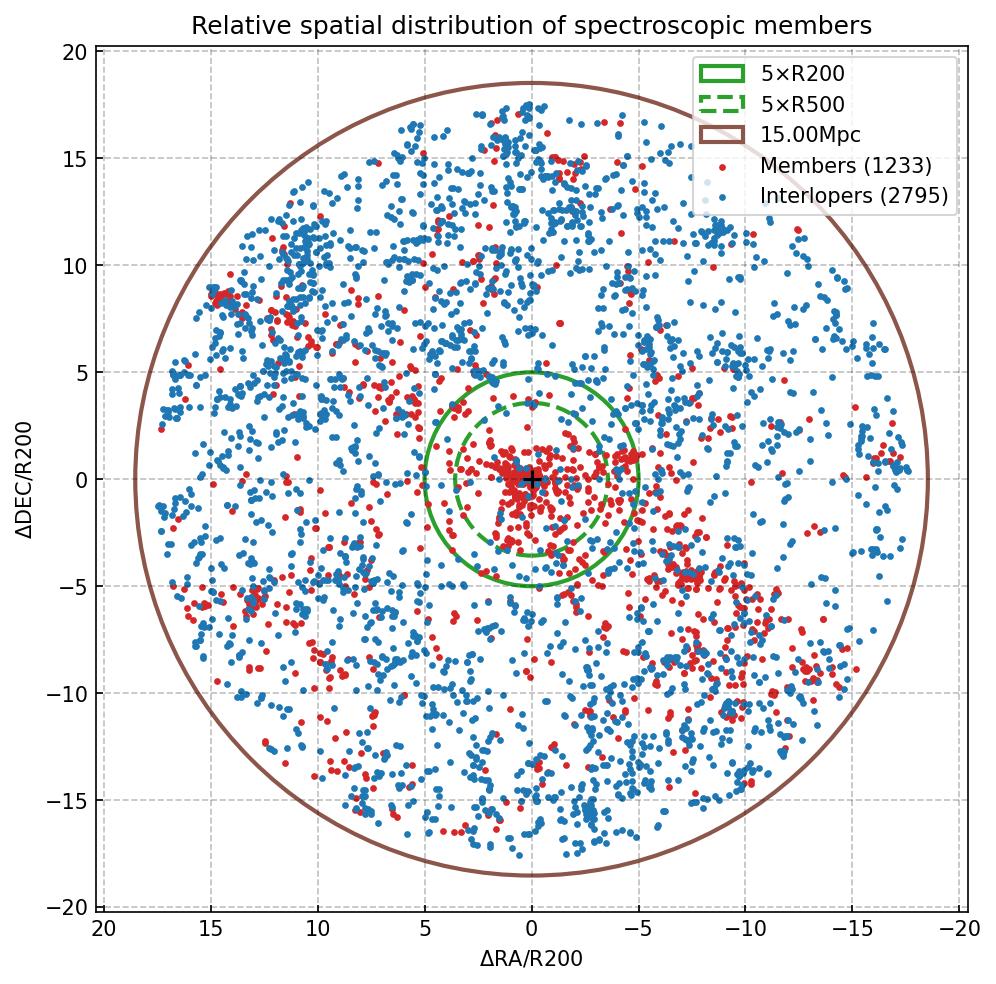 Relative spatial distribution of spectroscopic members
20
15
10
5
0
−5
−10
−15
−20
ΔDEC/R200
5×R200
5×R500
15.00Mpc
Members (1233)
Interlopers (2795)
20 15 10 5 0 −5 −10 −15 −20
ΔRA/R200